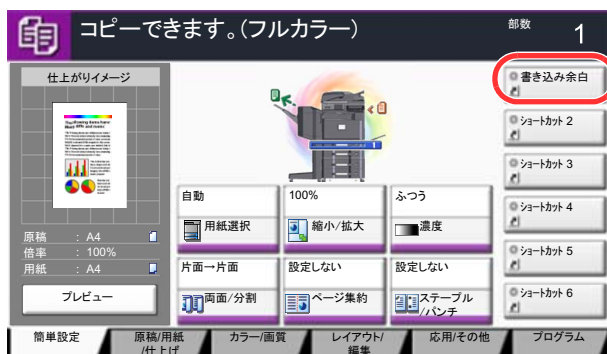 コピーできます。(フルカラー)
部数
1
仕上がりイメージ
原稿 : A4
倍率 : 100%
用紙 : A4
プレビュー
自動
用紙選択
100%
縮小/拡大
ふつう
濃度
片面→片面
両面/分割
設定しない
ページ集約
設定しない
ステープル
/パンチ
書き込み余白
ショートカット 2
ショートカット 3
ショートカット 4
ショートカット 5
ショートカット 6
簡単設定
原稿/用紙
/仕上げ
カラー/画質
レイアウト/
編集
応用/その他
プログラム